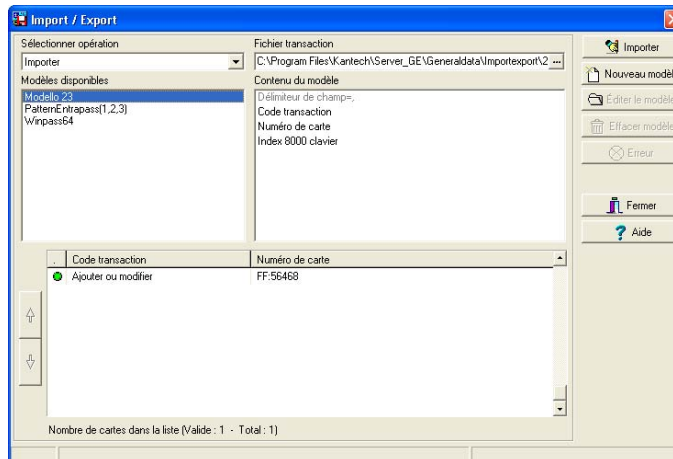 Import / Export
Sélectionner opération
Importer
Fichier transaction
C:\Program Files\Kantech\Server_GE\Generaldata\Importexport\2 ...
Modèles disponibles
Modello 23
PatternEntrapass(1,2,3)
Winpass64
Contenu du modèle
Délimiteur de champ=,
Code transaction
Numéro de carte
Index 8000 clavier
Importer
Nouveau modèl
Éditer le modèle
Effacer modèle
Erreur
Fermer
Aide
. Code transaction Numéro de carte
Ajouter ou modifier FF:56468
Nombre de cartes dans la liste (Valide : 1 - Total : 1)